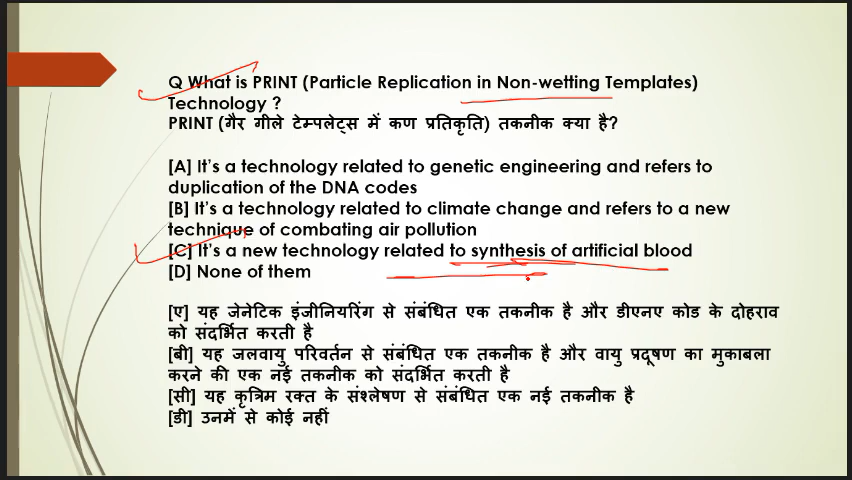 Q What is PRINT (Particle Replication in Non-wetting Templates)
Technology ?
PRINT (गैर गीले टेम्पलेट्स में कण प्रतिकृति) तकनीक क्या है?
[A] It's a technology related to genetic engineering and refers to
duplication of the DNA codes
[B] It's a technology related to climate change and refers to a new
technique of combating air pollution
[C] It's a new technology related to synthesis of artificial blood
[D] None of them
[ए] यह जेनेटिक इंजीनियरिंग से संबंधित एक तकनीक है और डीएनए कोड के दोहराव
को संदर्भित करती है
[बी] यह जलवायु परिवर्तन से संबंधित एक तकनीक है और वायु प्रदूषण का मुकाबला
करने की एक नई तकनीक को संदर्भित करती है
[सी] यह कृत्रिम रक्त के संश्लेषण से संबंधित एक नई तकनीक है
[डी] उनमें से कोई नहीं